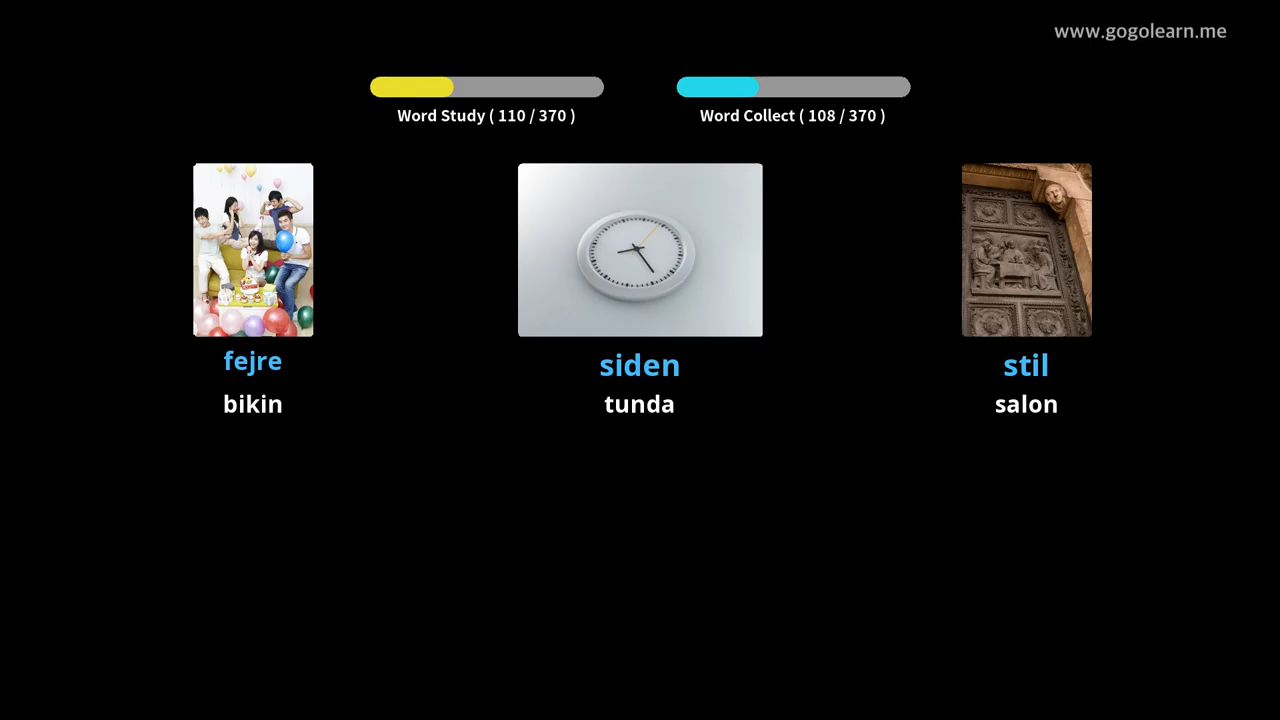 www.gogolearn.me
Word Study ( 110 / 370 )
Word Collect ( 108 / 370 )
fejre
siden
stil
bikin
tunda
salon